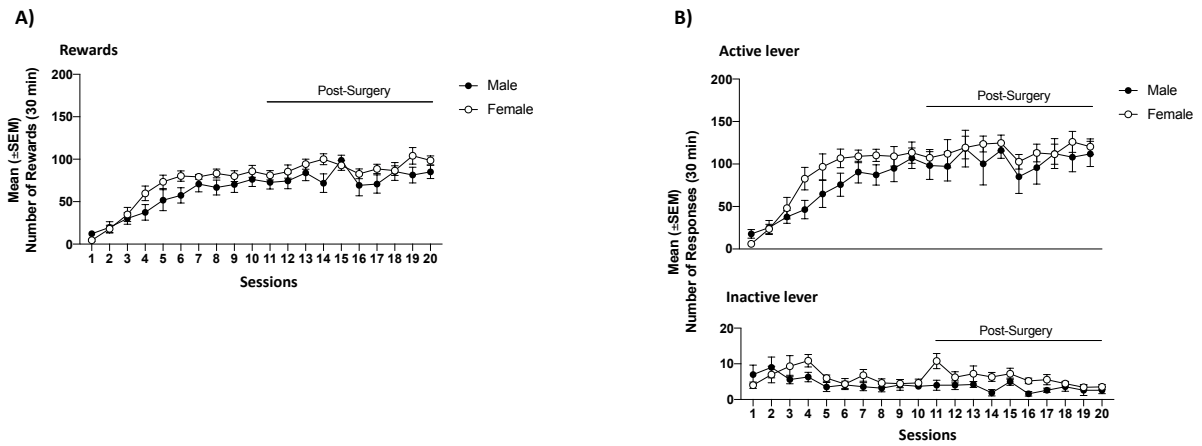 A)
Rewards
Mean (±SEM)
Number of Rewards (30 min)
200
150
100
50
0
Post-Surgery
Male
Female
1 2 3 4 5 6 7 8 9 10 11 12 13 14 15 16 17 18 19 20
Sessions
B)
Active lever
Mean (±SEM)
Number of Responses (30 min)
200
150
100
50
0
Post-Surgery
Male
Female
Inactive lever
20
10
0
Post-Surgery
1 2 3 4 5 6 7 8 9 10 11 12 13 14 15 16 17 18 19 20
Sessions